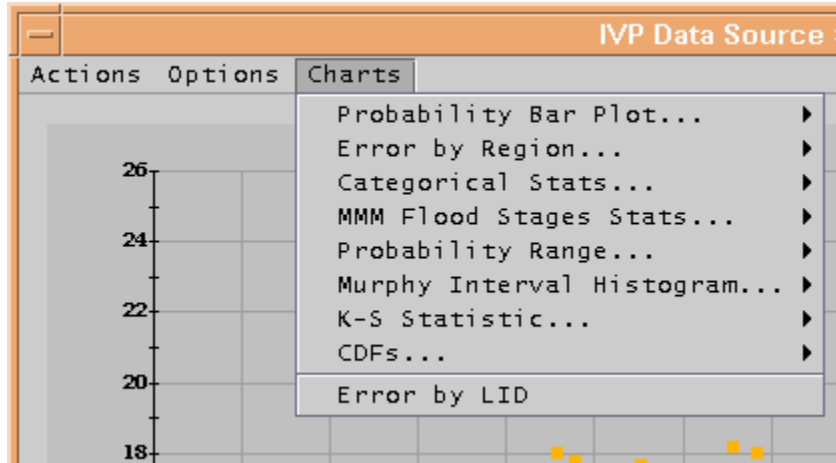 IVP Data Source
Actions Options Charts
Probability Bar Plot...
Error by Region...
Categorical Stats...
MMM Flood Stages Stats...
Probability Range...
Murphy Interval Histogram...
K-S Statistic...
CDFs...
Error by LID
26
24
22
20
18